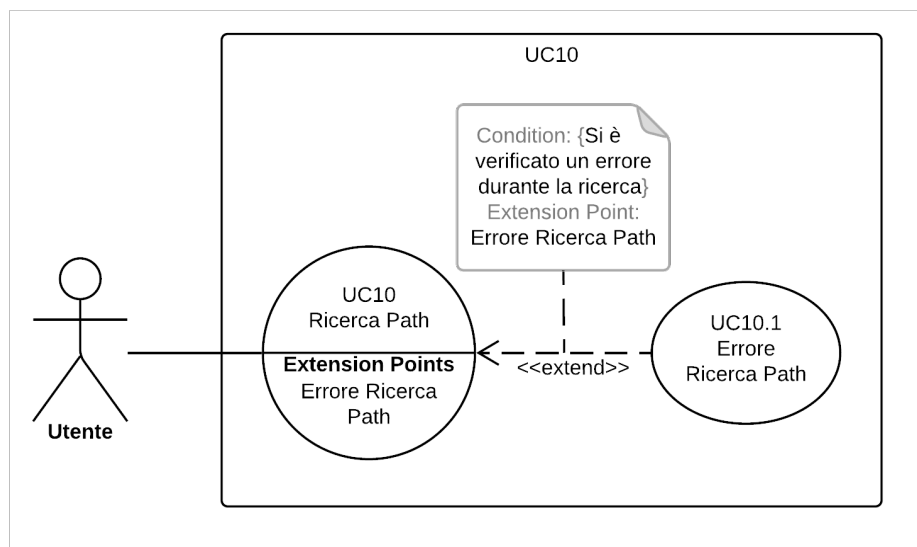 UC10
Condition: {Si è
verificato un errore
durante la ricerca}
Extension Point:
Errore Ricerca Path
UC10
Ricerca Path
Extension Points
Errore Ricerca
Path
<<extend>>
UC10.1
Errore
Ricerca Path
Utente